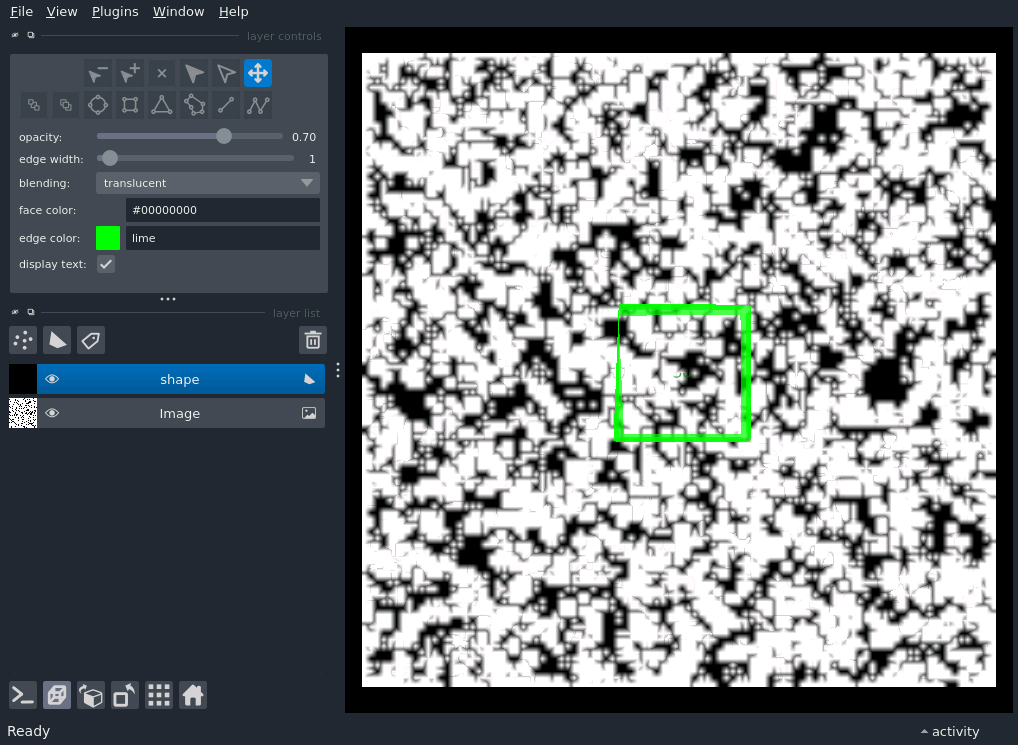 File View Plugins Window Help
layer controls
opacity: 0.70
edge width: 1
blending: translucent
face color: #00000000
edge color: lime
display text:
layer list
shape
Image
Ready
activity